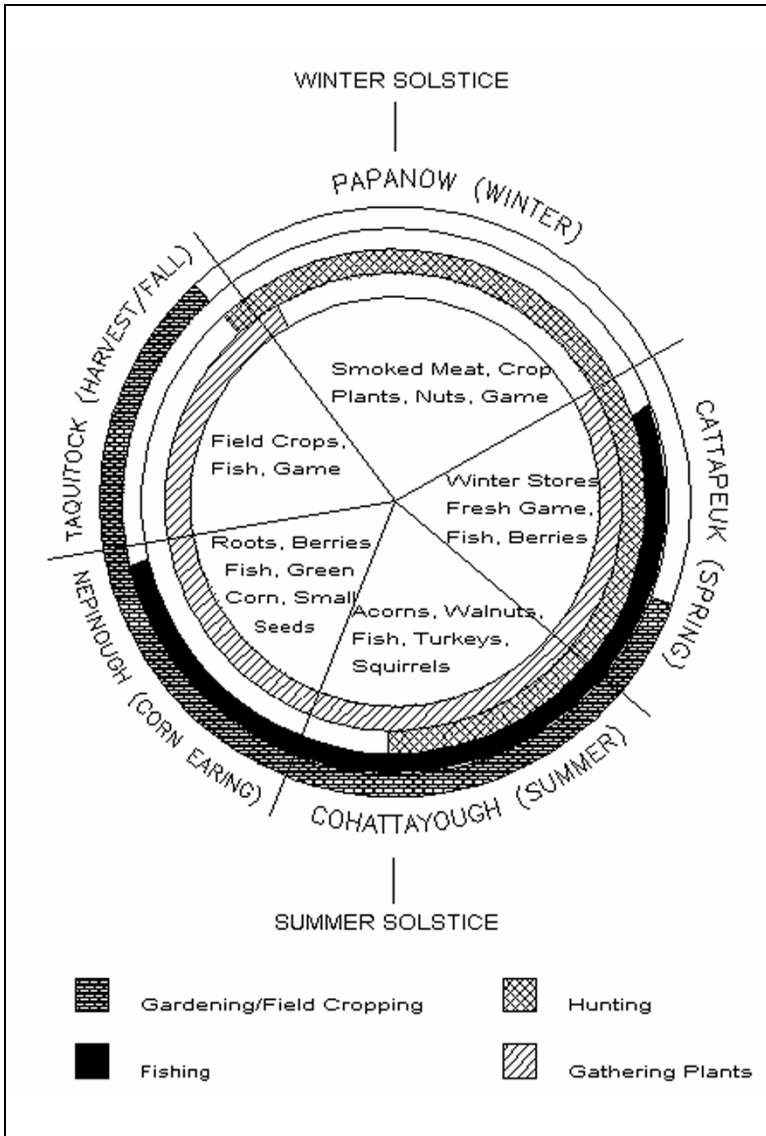 WINTER SOLSTICE
PAPANOW (WINTER)
TAQUITOCK (HARVEST/FALL)
Smoked Meat, Crop
Plants, Nuts, Game
CATTAPEUK (SPRING)
Field Crops,
Fish, Game
Winter Stores
Fresh Game,
Fish, Berries
Roots, Berries
Fish, Green
Corn, Small
Seeds
Acorns, Walnuts,
Fish, Turkeys,
Squirrels
NEPINOUGH (CORN EARING)
COHATTAYOUGH (SUMMER)
SUMMER SOLSTICE
Gardening/Field Cropping
Hunting
Fishing
Gathering Plants